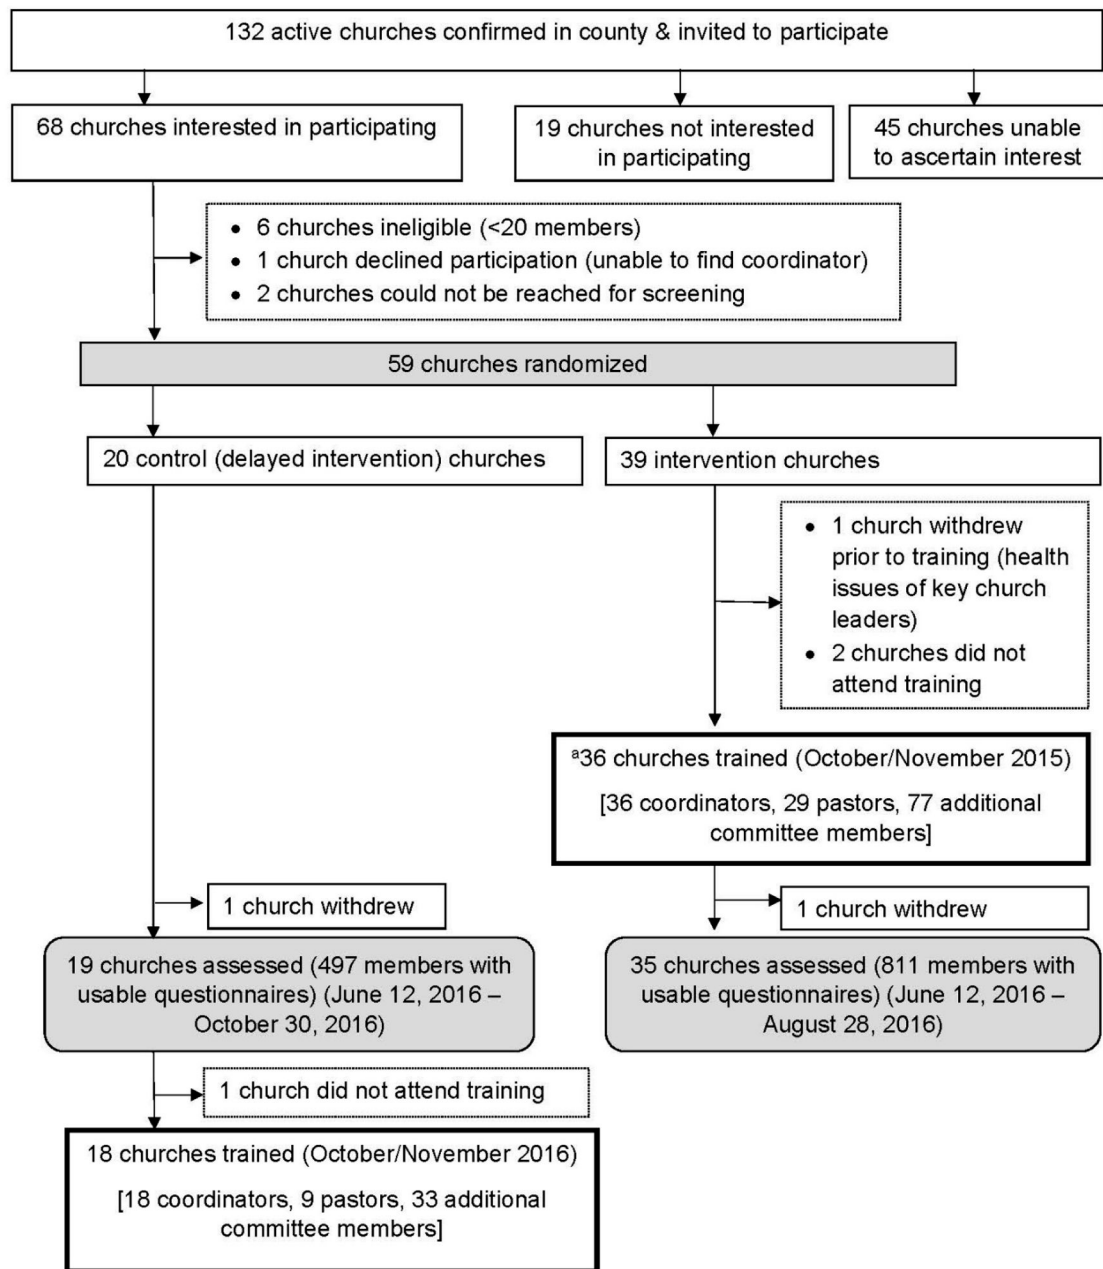 132 active churches confirmed in county & invited to participate
68 churches interested in participating
19 churches not interested
in participating
45 churches unable
to ascertain interest
• 6 churches ineligible (<20 members)
• 1 church declined participation (unable to find coordinator)
• 2 churches could not be reached for screening
59 churches randomized
20 control (delayed intervention) churches
39 intervention churches
• 1 church withdrew
prior to training (health
issues of key church
leaders)
• 2 churches did not
attend training
ᵃ36 churches trained (October/November 2015)
[36 coordinators, 29 pastors, 77 additional
committee members]
1 church withdrew
1 church withdrew
19 churches assessed (497 members with
usable questionnaires) (June 12, 2016 –
October 30, 2016)
35 churches assessed (811 members with
usable questionnaires) (June 12, 2016 –
August 28, 2016)
1 church did not attend training
18 churches trained (October/November 2016)
[18 coordinators, 9 pastors, 33 additional
committee members]